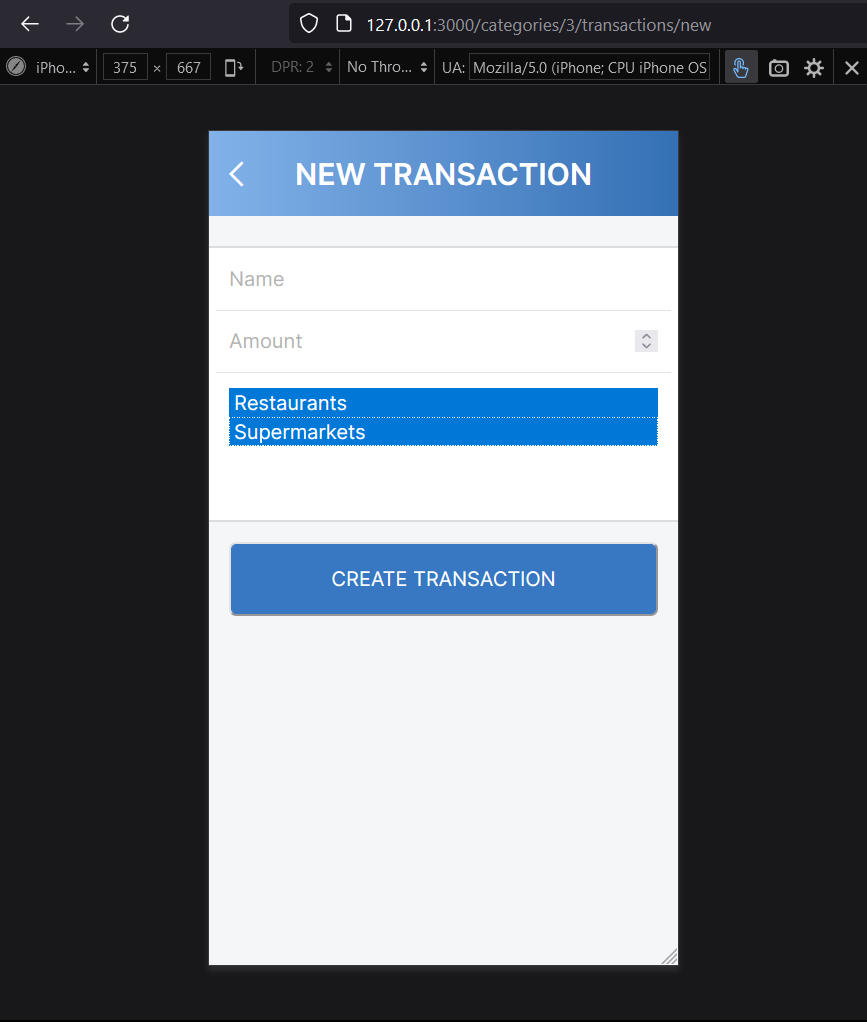 127.0.0.1:3000/categories/3/transactions/new
iPho... 375 × 667 DPR: 2 No Thro... UA: Mozilla/5.0 (iPhone; CPU iPhone OS
NEW TRANSACTION
Name
Amount
Restaurants
Supermarkets
CREATE TRANSACTION